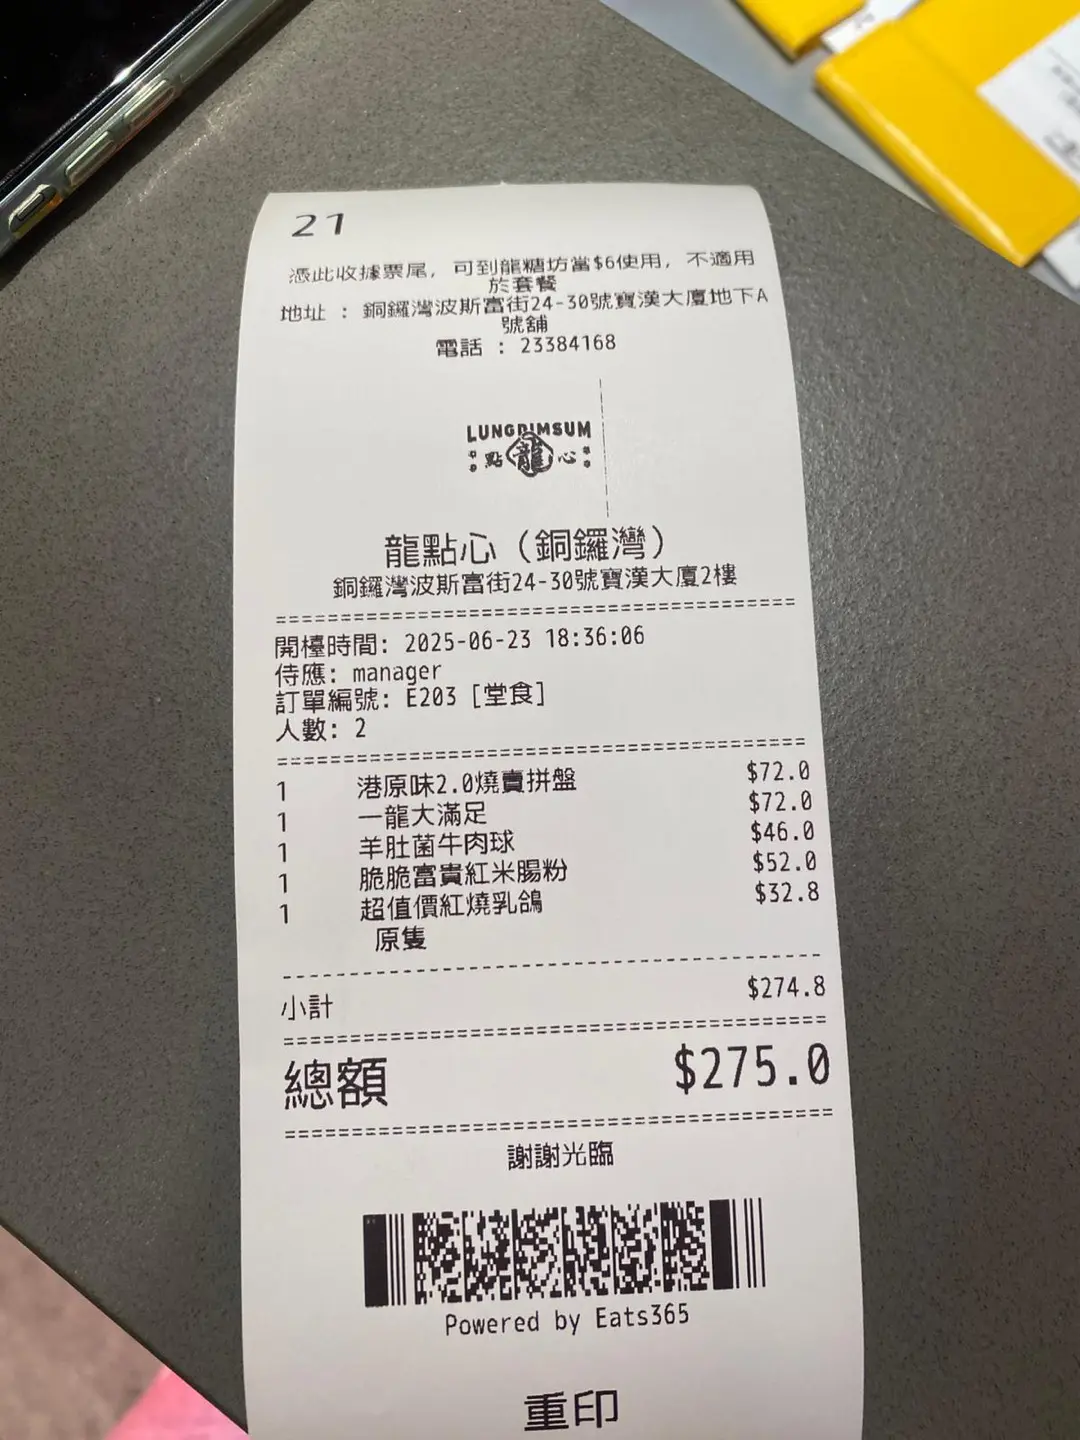 21
憑此收據票尾, 可到龍糖坊當$6使用, 不適用
於套餐
地址 : 銅鑼灣波斯富街24-30號寶漢大廈地下A
號舖
電話 : 23384168
LUNGDIMSUM
點龍心
龍點心 (銅鑼灣)
銅鑼灣波斯富街24-30號寶漢大廈2樓
開檯時間: 2025-06-23 18:36:06
侍應: manager
訂單編號: E203 [堂食]
人數: 2
1 港原味2.0燒賣拼盤 $72.0
1 一龍大滿足 $72.0
1 羊肚菌牛肉球 $46.0
1 脆脆富貴紅米腸粉 $52.0
1 超值價紅燒乳鴿 $32.8
原隻
小計 $274.8
總額 $275.0
謝謝光臨
Powered by Eats365
重印